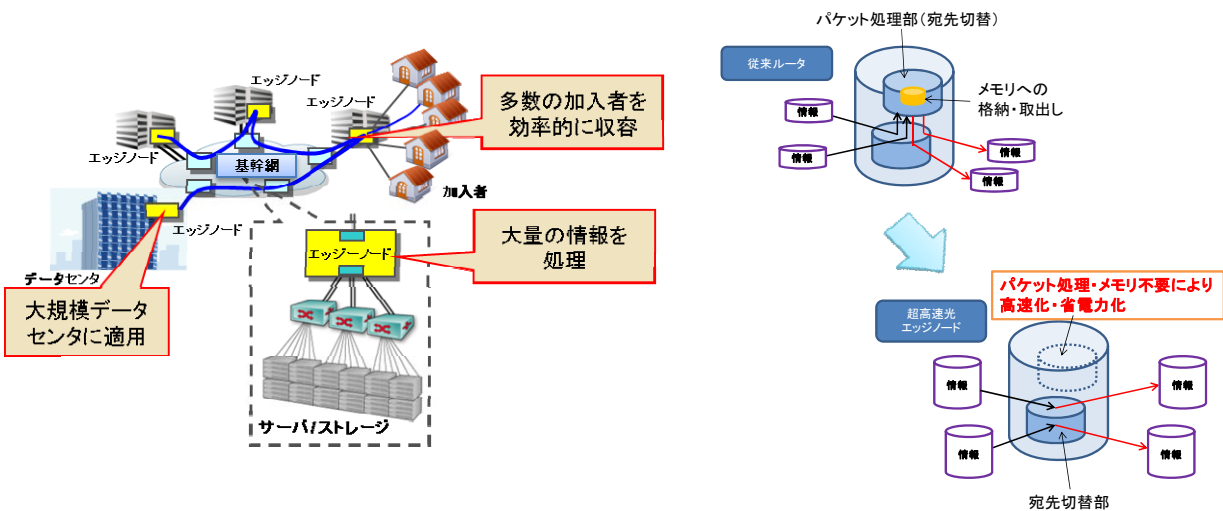 エッジノード
エッジノード
多数の加入者を
効率的に収容
エッジノード
基幹網
加入者
エッジノード
データセンタ
大規模データ
センタに適用
エッジーノード
大量の情報を
処理
サーバ/ストレージ
パケット処理部(宛先切替)
従来ルータ
メモリへの
格納・取出し
情報
情報
情報
情報
パケット処理・メモリ不要により
高速化・省電力化
超高速光
エッジノード
情報
情報
情報
情報
宛先切替部